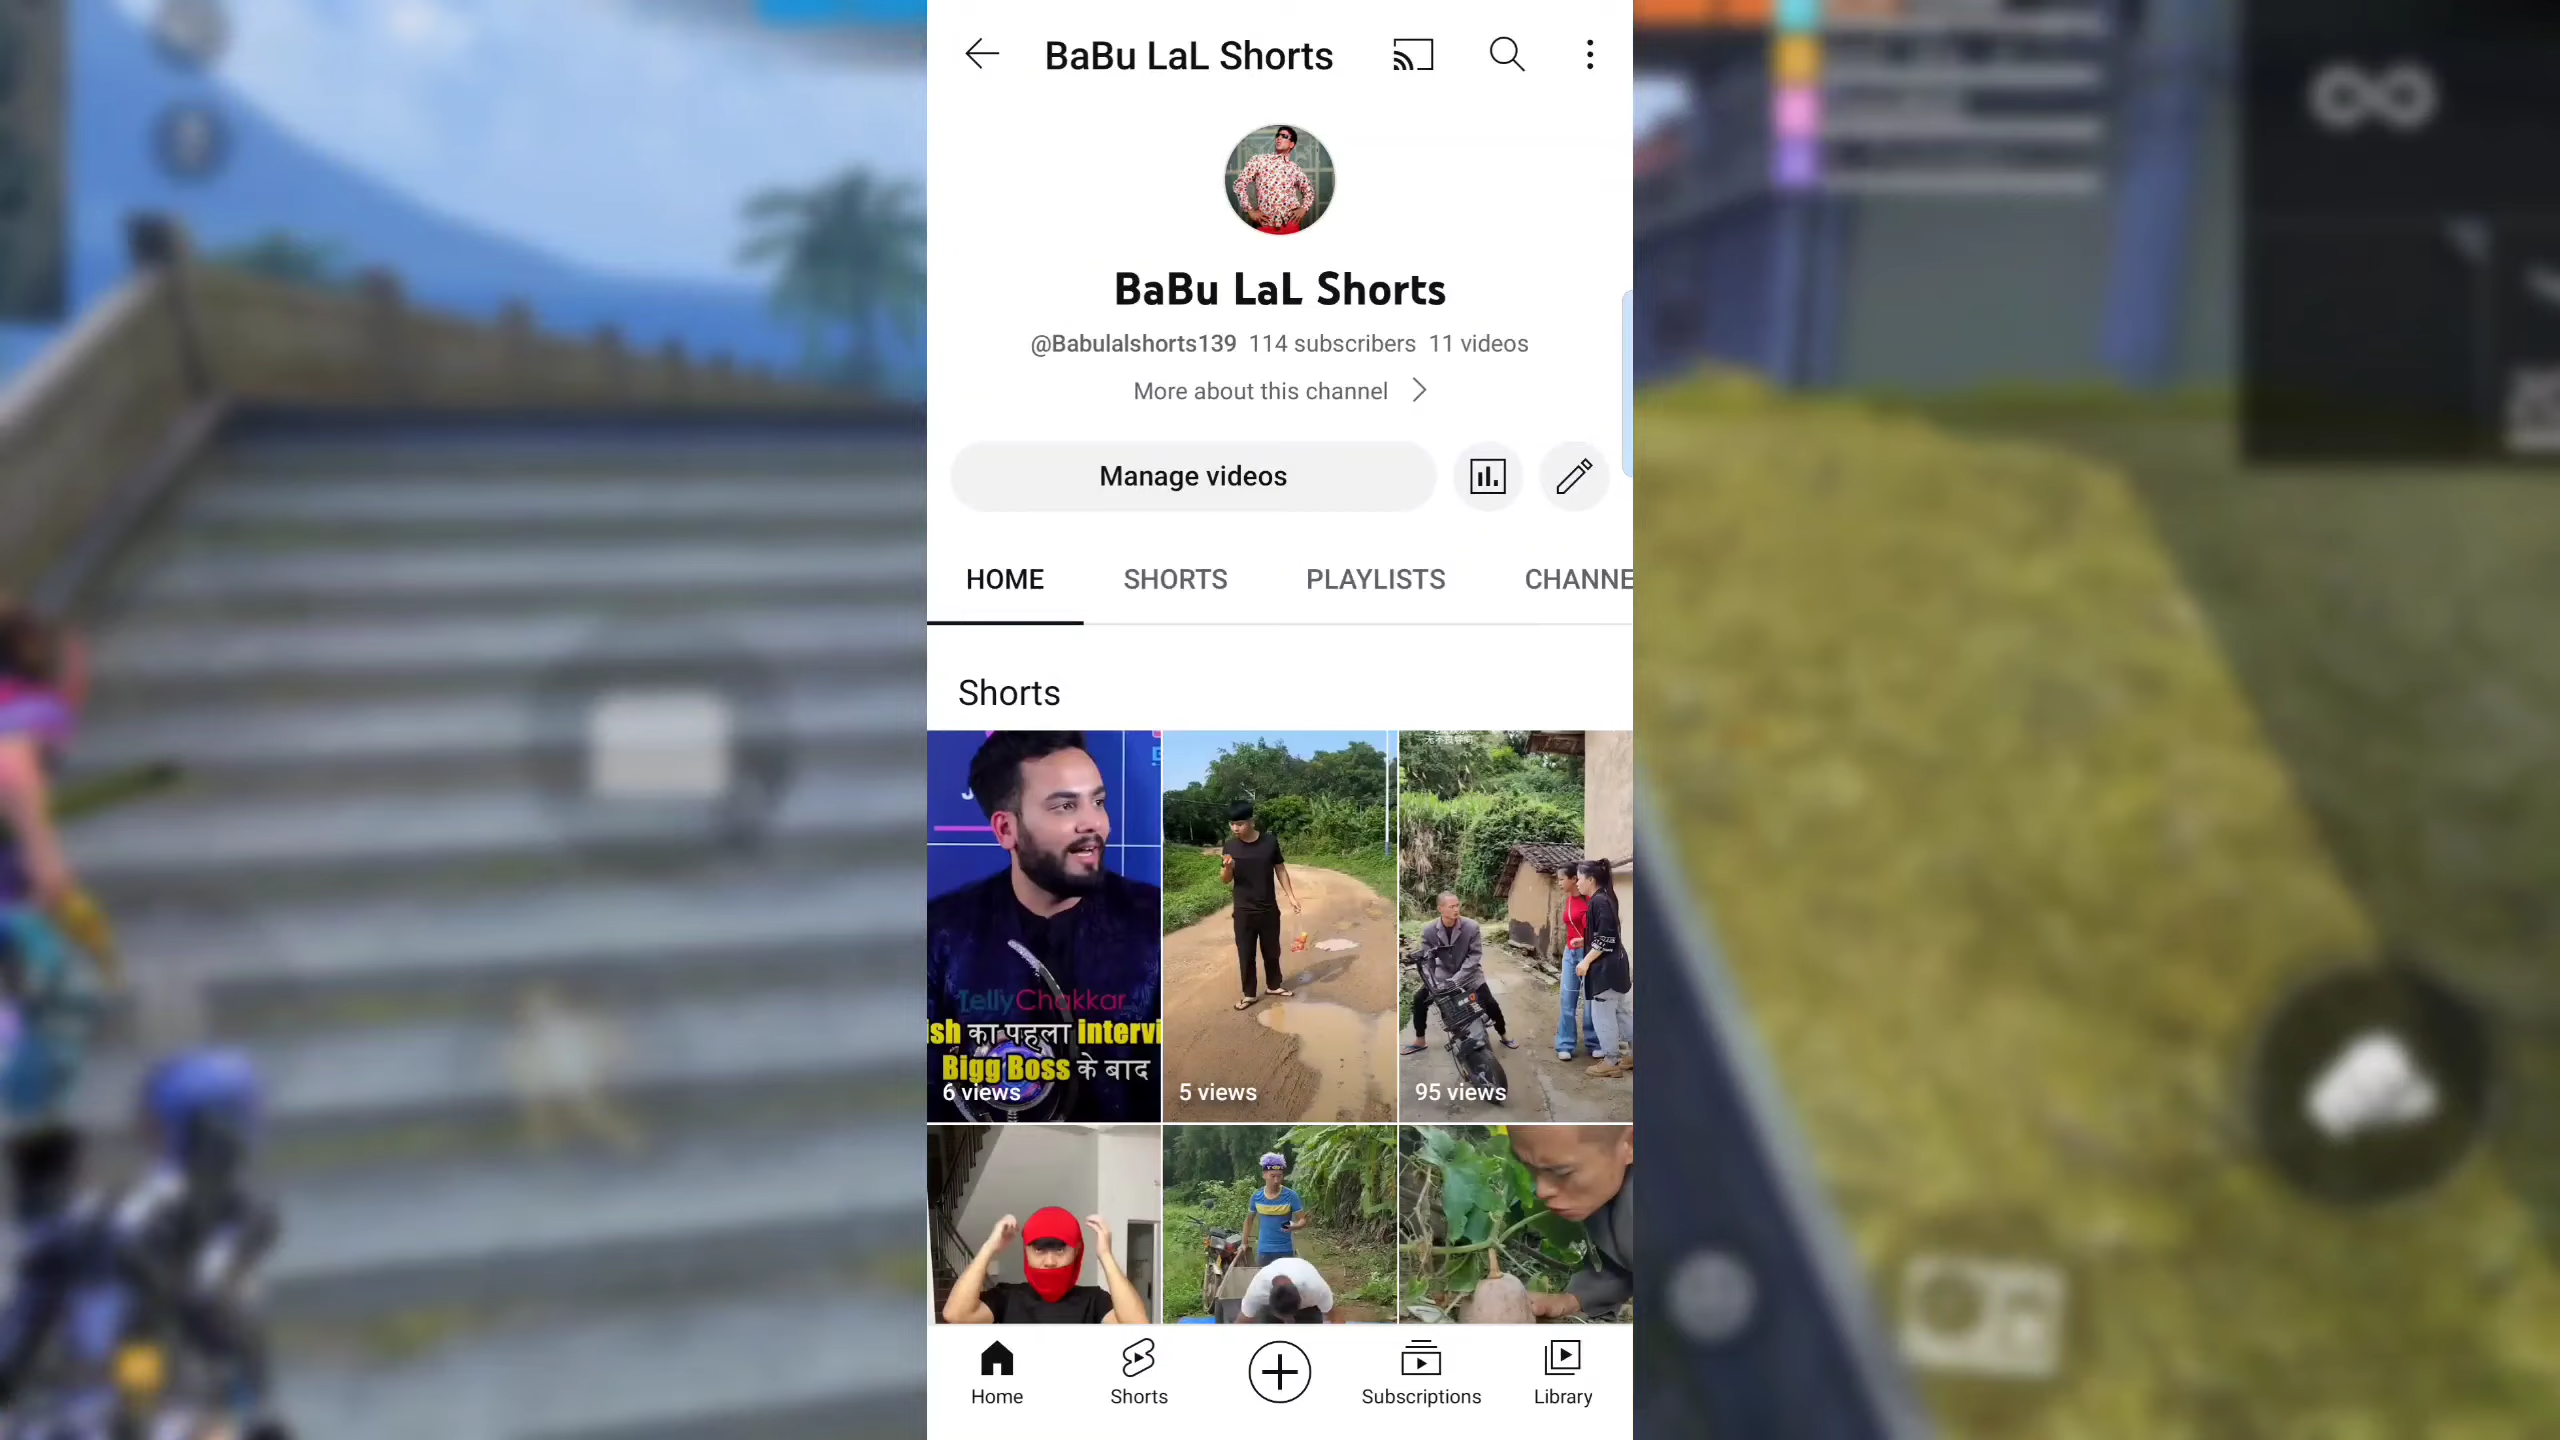 BaBu LaL Shorts
BaBu LaL Shorts
@Babulalshorts139 114 subscribers 11 videos
More about this channel
Manage videos
HOME SHORTS PLAYLISTS CHANNE
Shorts
TellyChakkar
ish का पहला intervi
Bigg Boss के बाद
6 views 5 views 95 views
Home Shorts Subscriptions Library